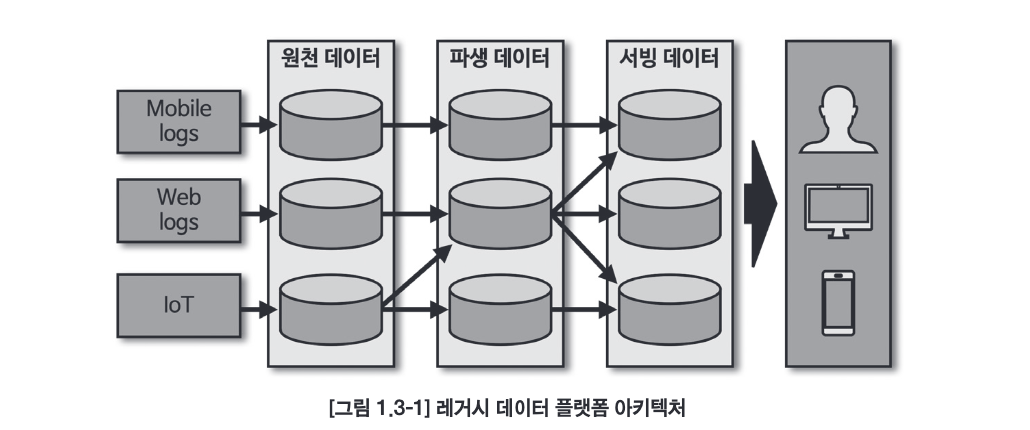 원천 데이터
파생 데이터
서빙 데이터
Mobile
logs
Web
logs
IoT
[그림 1.3-1] 레거시 데이터 플랫폼 아키텍처